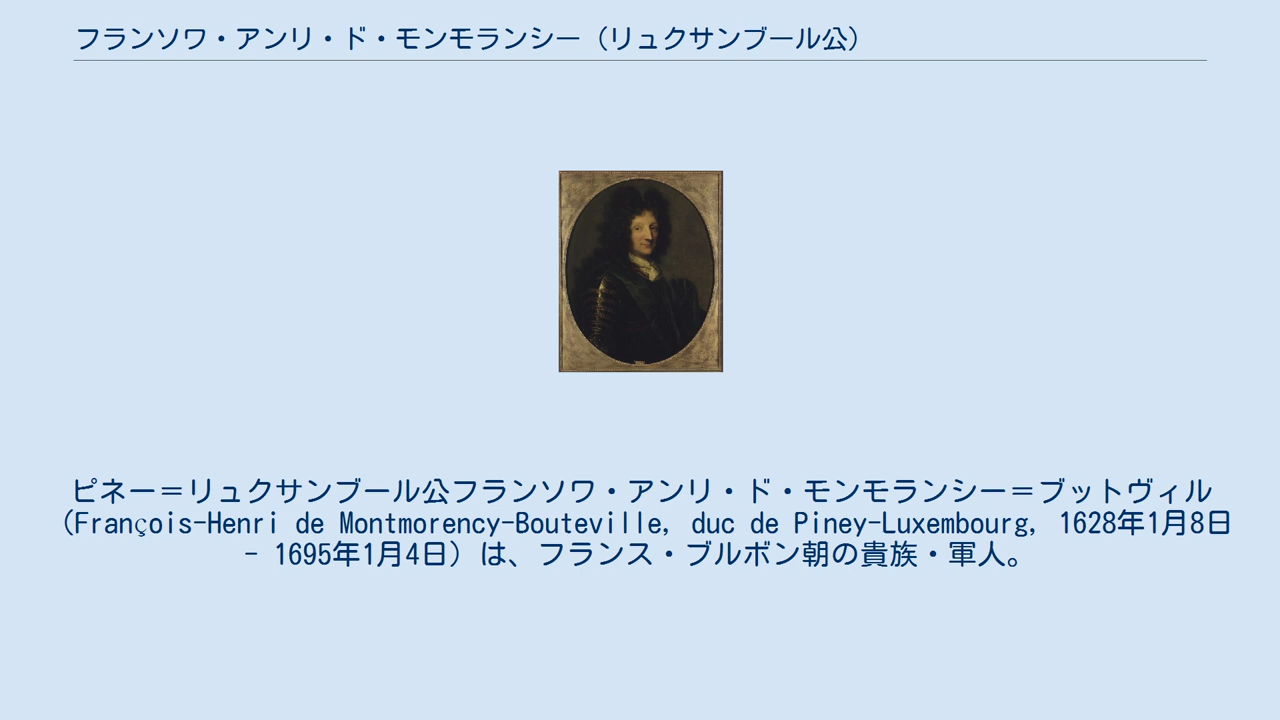 フランソワ・アンリ・ド・モンモランシー（リュクサンブール公）
ピネー＝リュクサンブール公フランソワ・アンリ・ド・モンモランシー＝ブットヴィル
（François-Henri de Montmorency-Bouteville, duc de Piney-Luxembourg, 1628年1月8日
- 1695年1月4日）は、フランス・ブルボン朝の貴族・軍人。